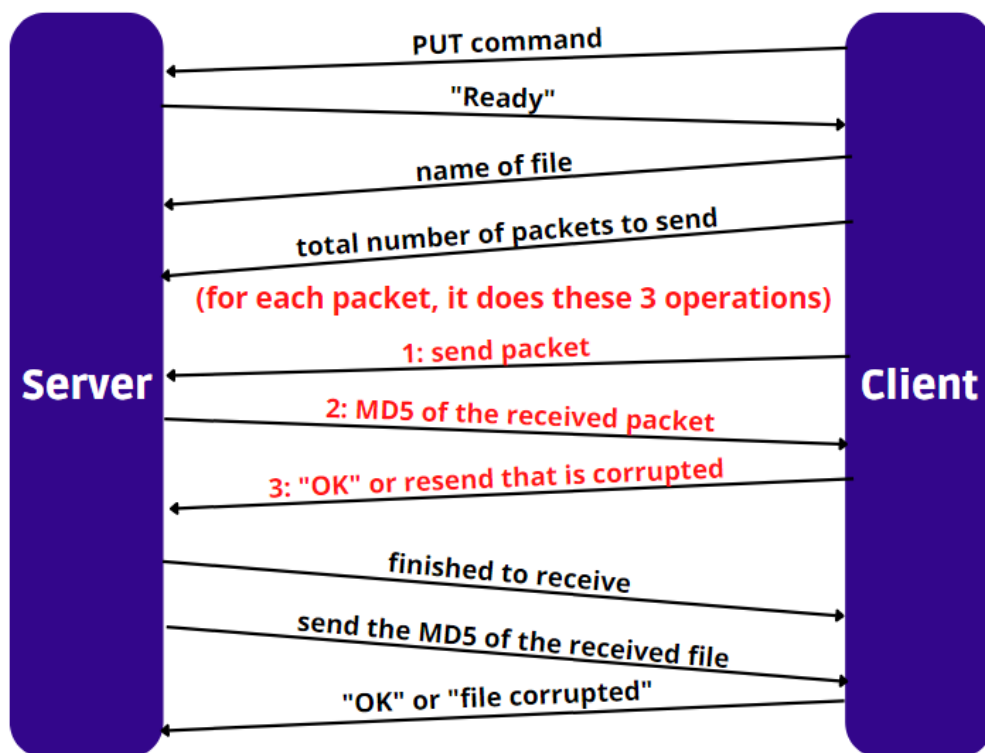 PUT command
"Ready"
name of file
total number of packets to send
(for each packet, it does these 3 operations)
1: send packet
Server
Client
2: MD5 of the received packet
3: "OK" or resend that is corrupted
finished to receive
send the MD5 of the received file
"OK" or "file corrupted"